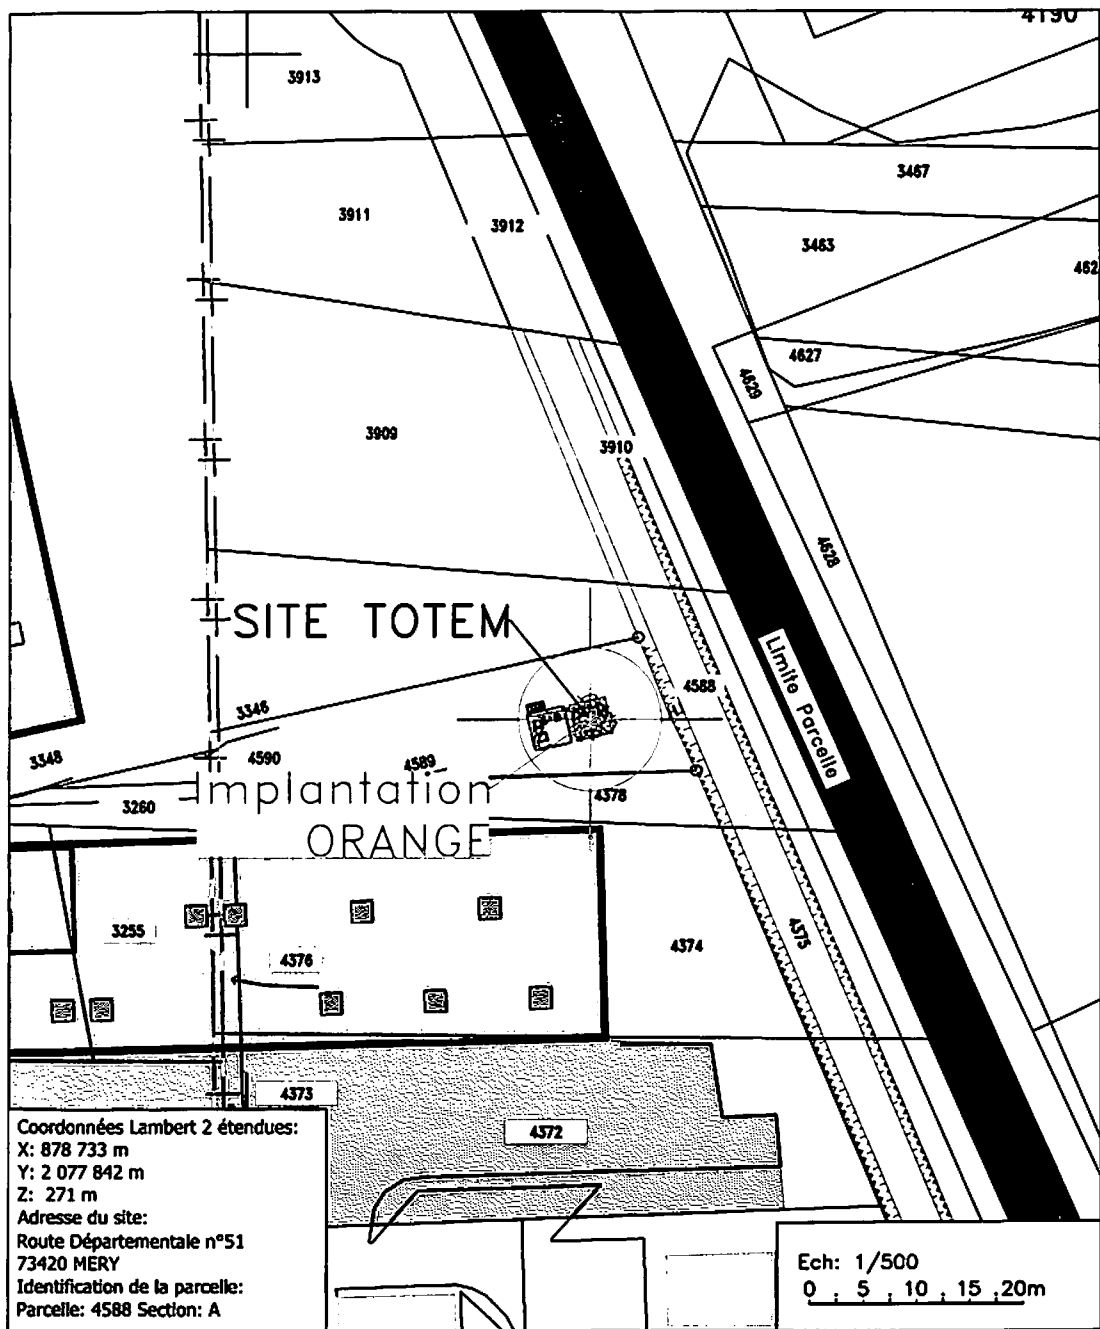 4190
3913
3467
3911
3912
3463
462
4627
4629
3909
3910
4628
SITE TOTEM
Limite Parcelle
4588
3346
3348
4590
4589
3260
Implantation
4378
ORANGE
3255
4376
4374
4375
4373
4372
Coordonnées Lambert 2 étendues:
X: 878 733 m
Y: 2 077 842 m
Z: 271 m
Adresse du site:
Route Départementale n°51
73420 MERY
Identification de la parcelle:
Parcelle: 4588 Section: A
Ech: 1/500
0 5 10 15 20m